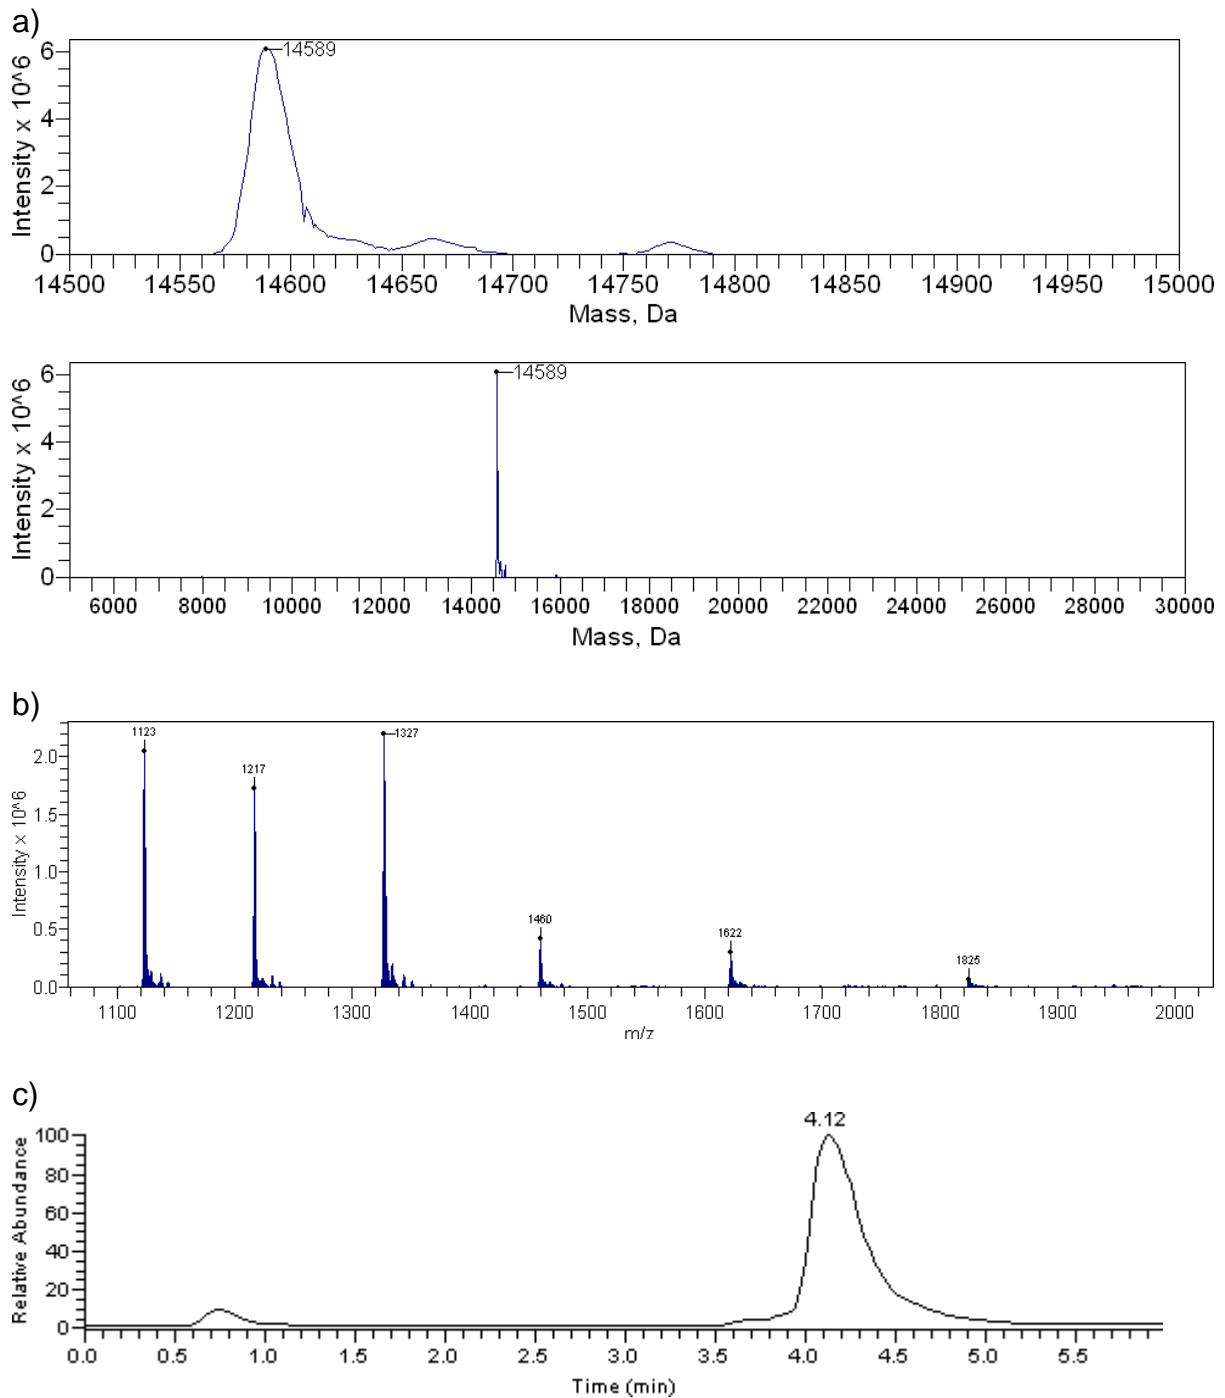 a)
14589
6
4
2
0
Intensity x 10^6
14500 14550 14600 14650 14700 14750 14800 14850 14900 14950 15000
Mass, Da
14589
6
4
2
0
Intensity x 10^6
6000 8000 10000 12000 14000 16000 18000 20000 22000 24000 26000 28000 30000
Mass, Da
b)
1123
1217
1327
1460
1622
1825
2.0
1.5
1.0
0.5
0.0
Intensity x 10^6
1100 1200 1300 1400 1500 1600 1700 1800 1900 2000
m/z
c)
4.12
100
80
60
40
20
0
Relative Abundance
0.0 0.5 1.0 1.5 2.0 2.5 3.0 3.5 4.0 4.5 5.0 5.5
Time (min)